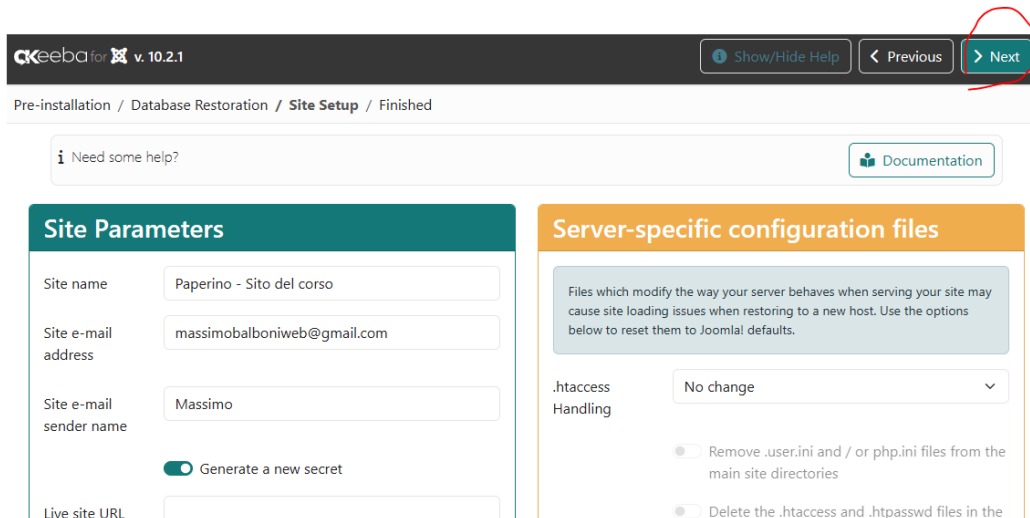 Akeeba for v. 10.2.1
Show/Hide Help
Previous
Next
Pre-installation / Database Restoration / Site Setup / Finished
Need some help?
Documentation
Site Parameters
Site name
Paperino - Sito del corso
Site e-mail
address
massimobalboniweb@gmail.com
Site e-mail
sender name
Massimo
Generate a new secret
Live site URL
Server-specific configuration files
Files which modify the way your server behaves when serving your site may
cause site loading issues when restoring to a new host. Use the options
below to reset them to Joomla! defaults.
.htaccess
Handling
No change
Remove .user.ini and / or php.ini files from the
main site directories
Delete the .htaccess and .htpasswd files in the